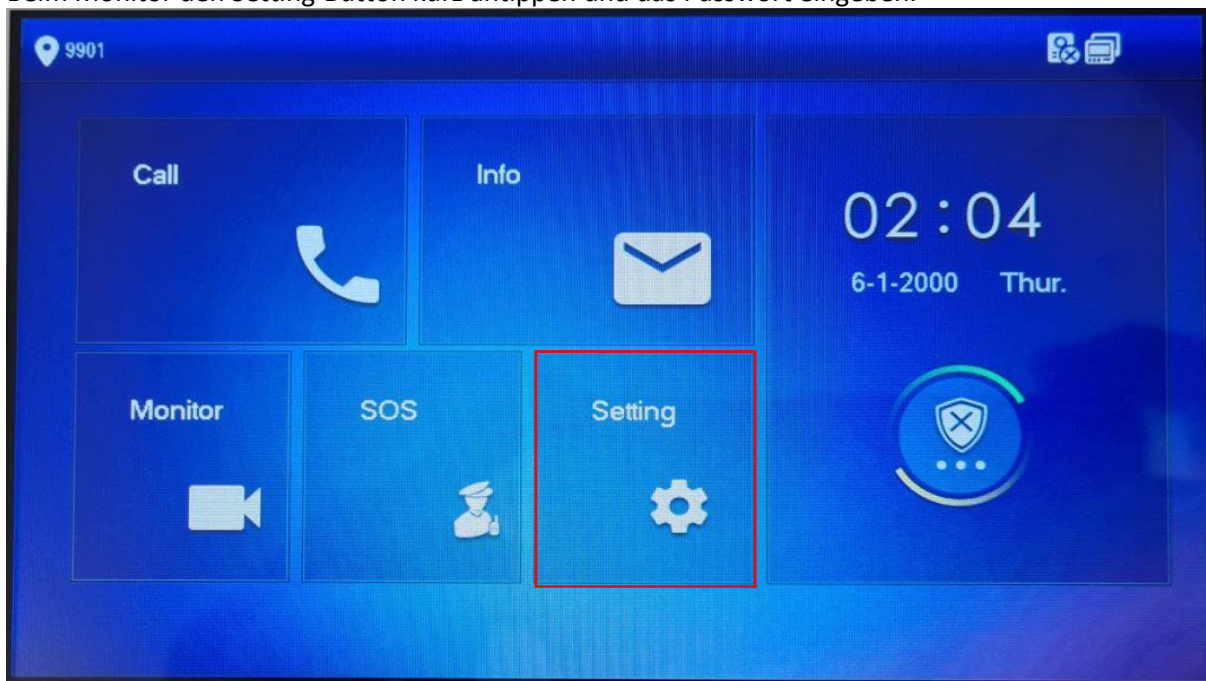 Beim Monitor den Setting-Button kurz antippen und das Passwort eingeben.
9901
Call
Info
02:04
6-1-2000 Thur.
Monitor
SOS
Setting